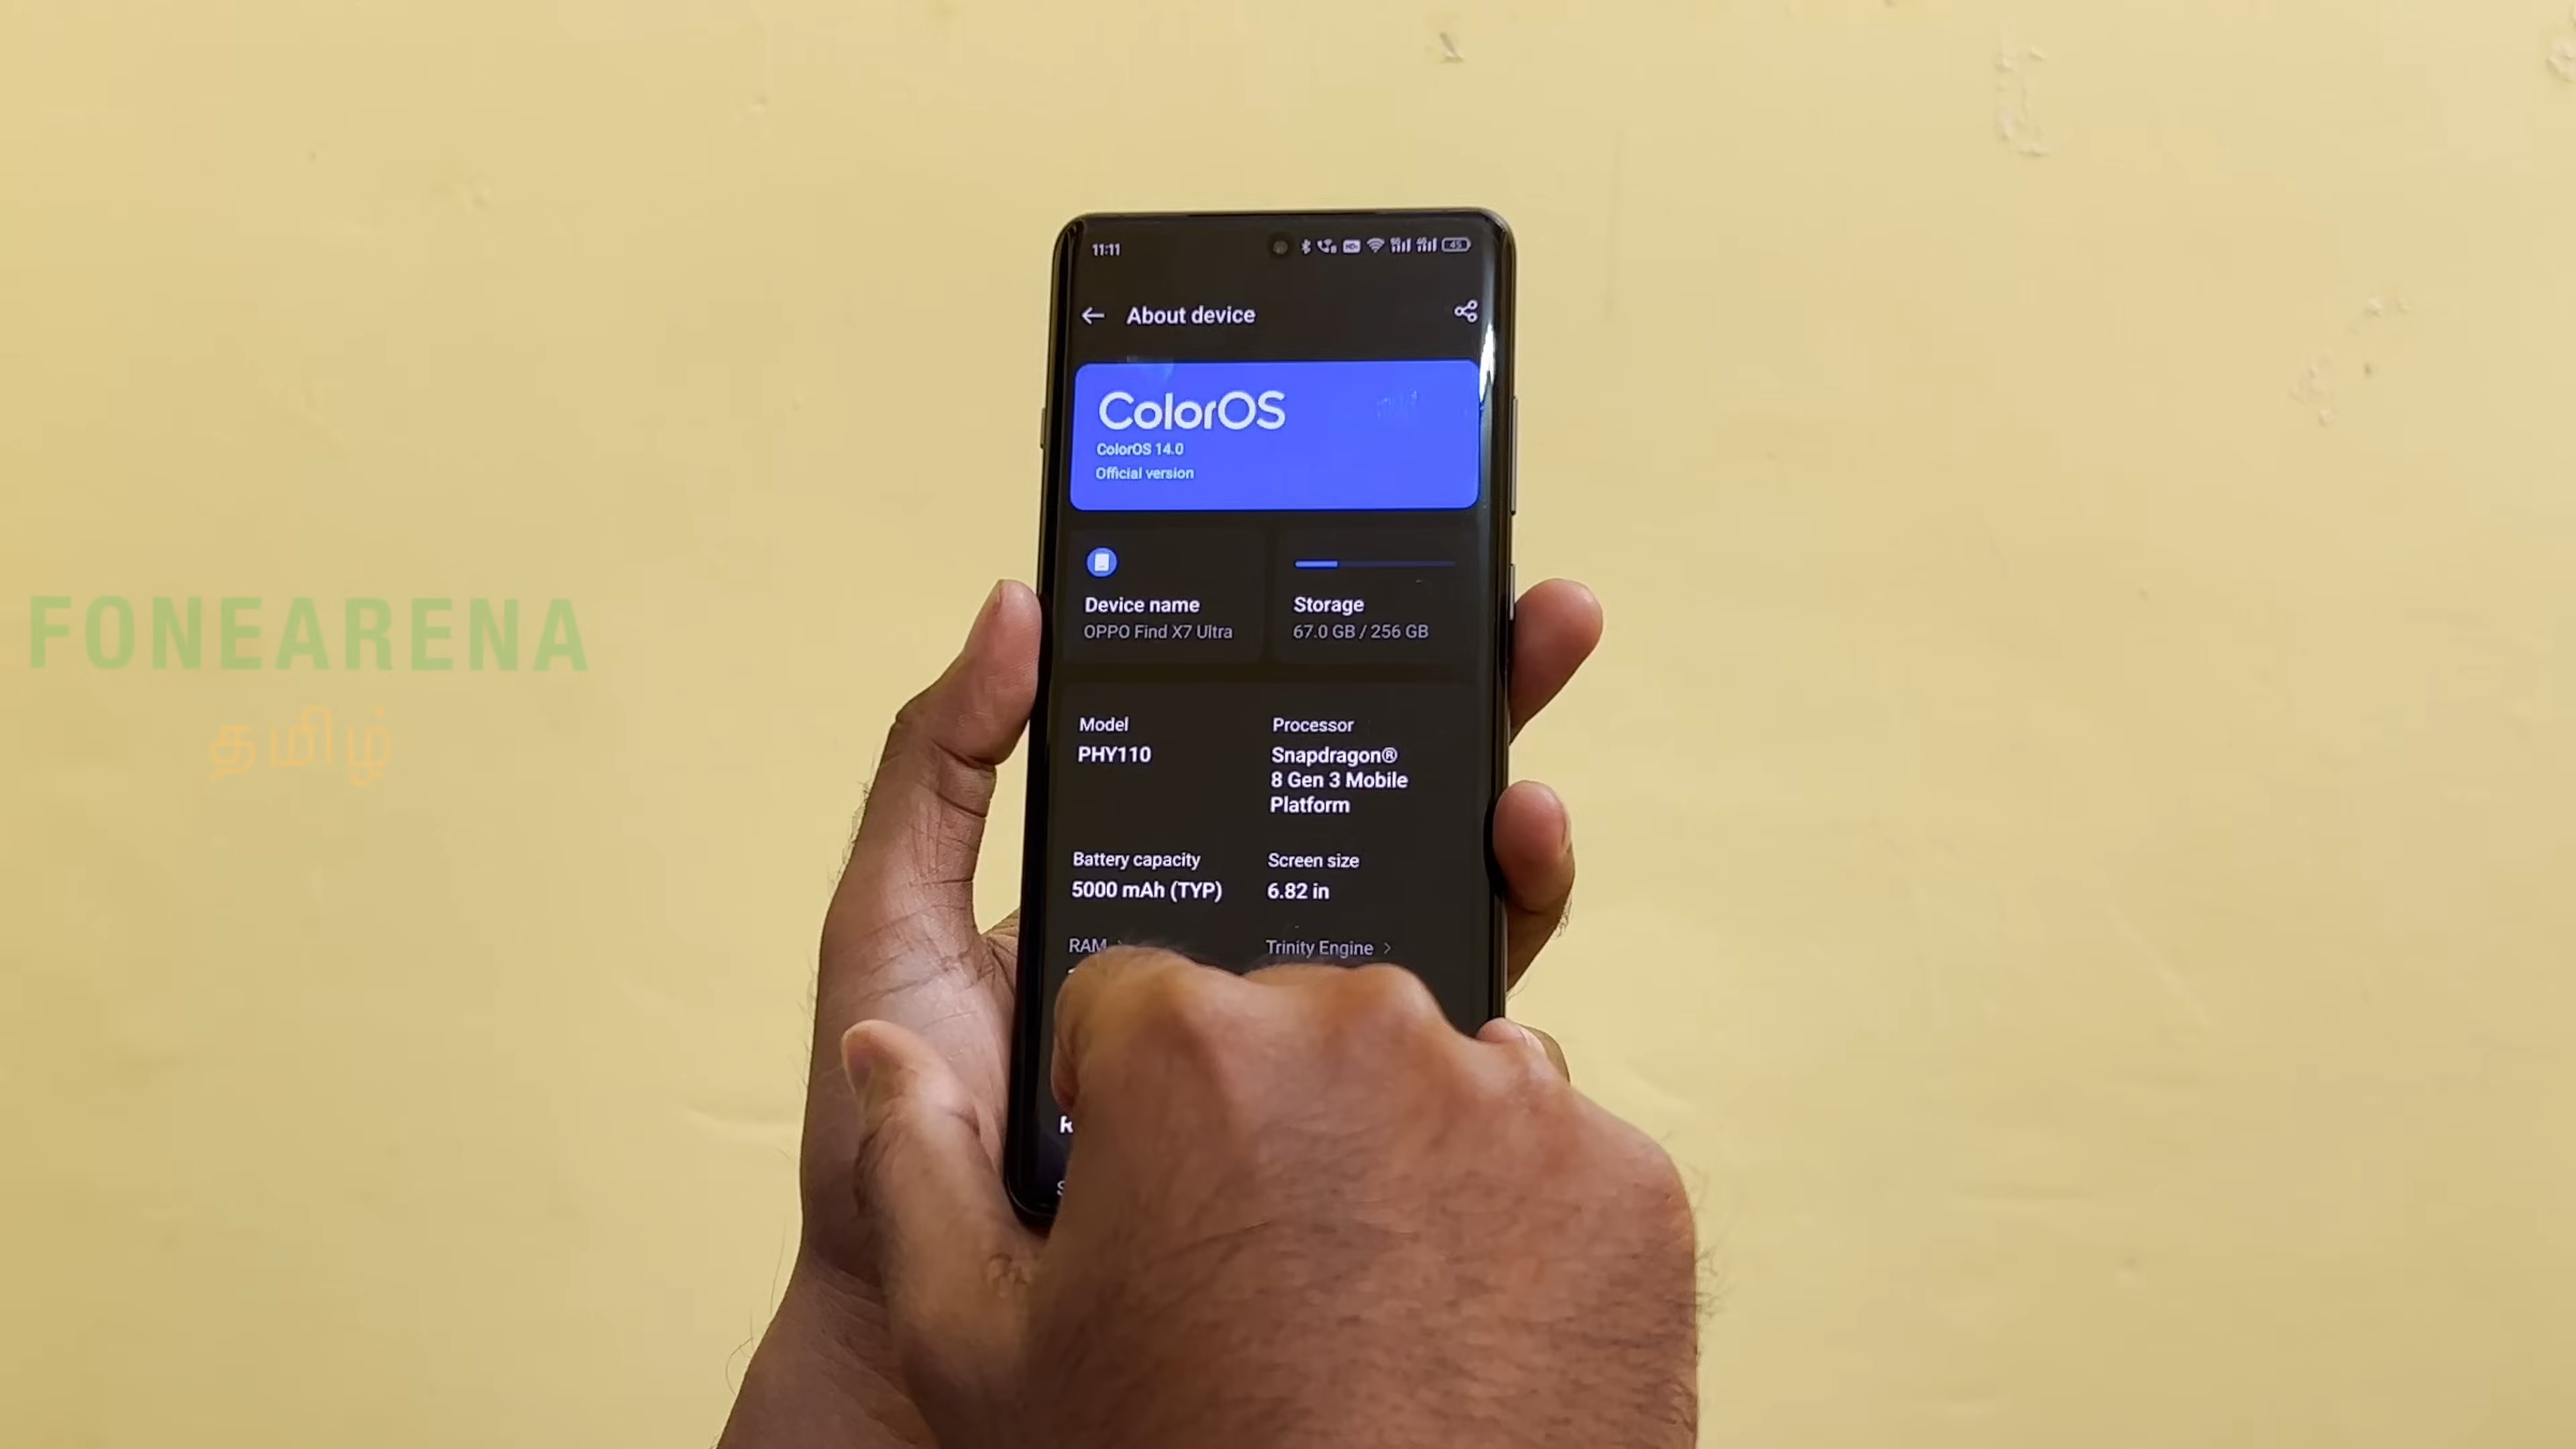 11:11
45
About device
ColorOS
ColorOS 14.0
Official version
Device name
OPPO Find X7 Ultra
Storage
67.0 GB / 256 GB
Model
PHY110
Processor
Snapdragon®
8 Gen 3 Mobile
Platform
Battery capacity
5000 mAh (TYP)
Screen size
6.82 in
RAM
Trinity Engine >
FONEARENA
தமிழ்